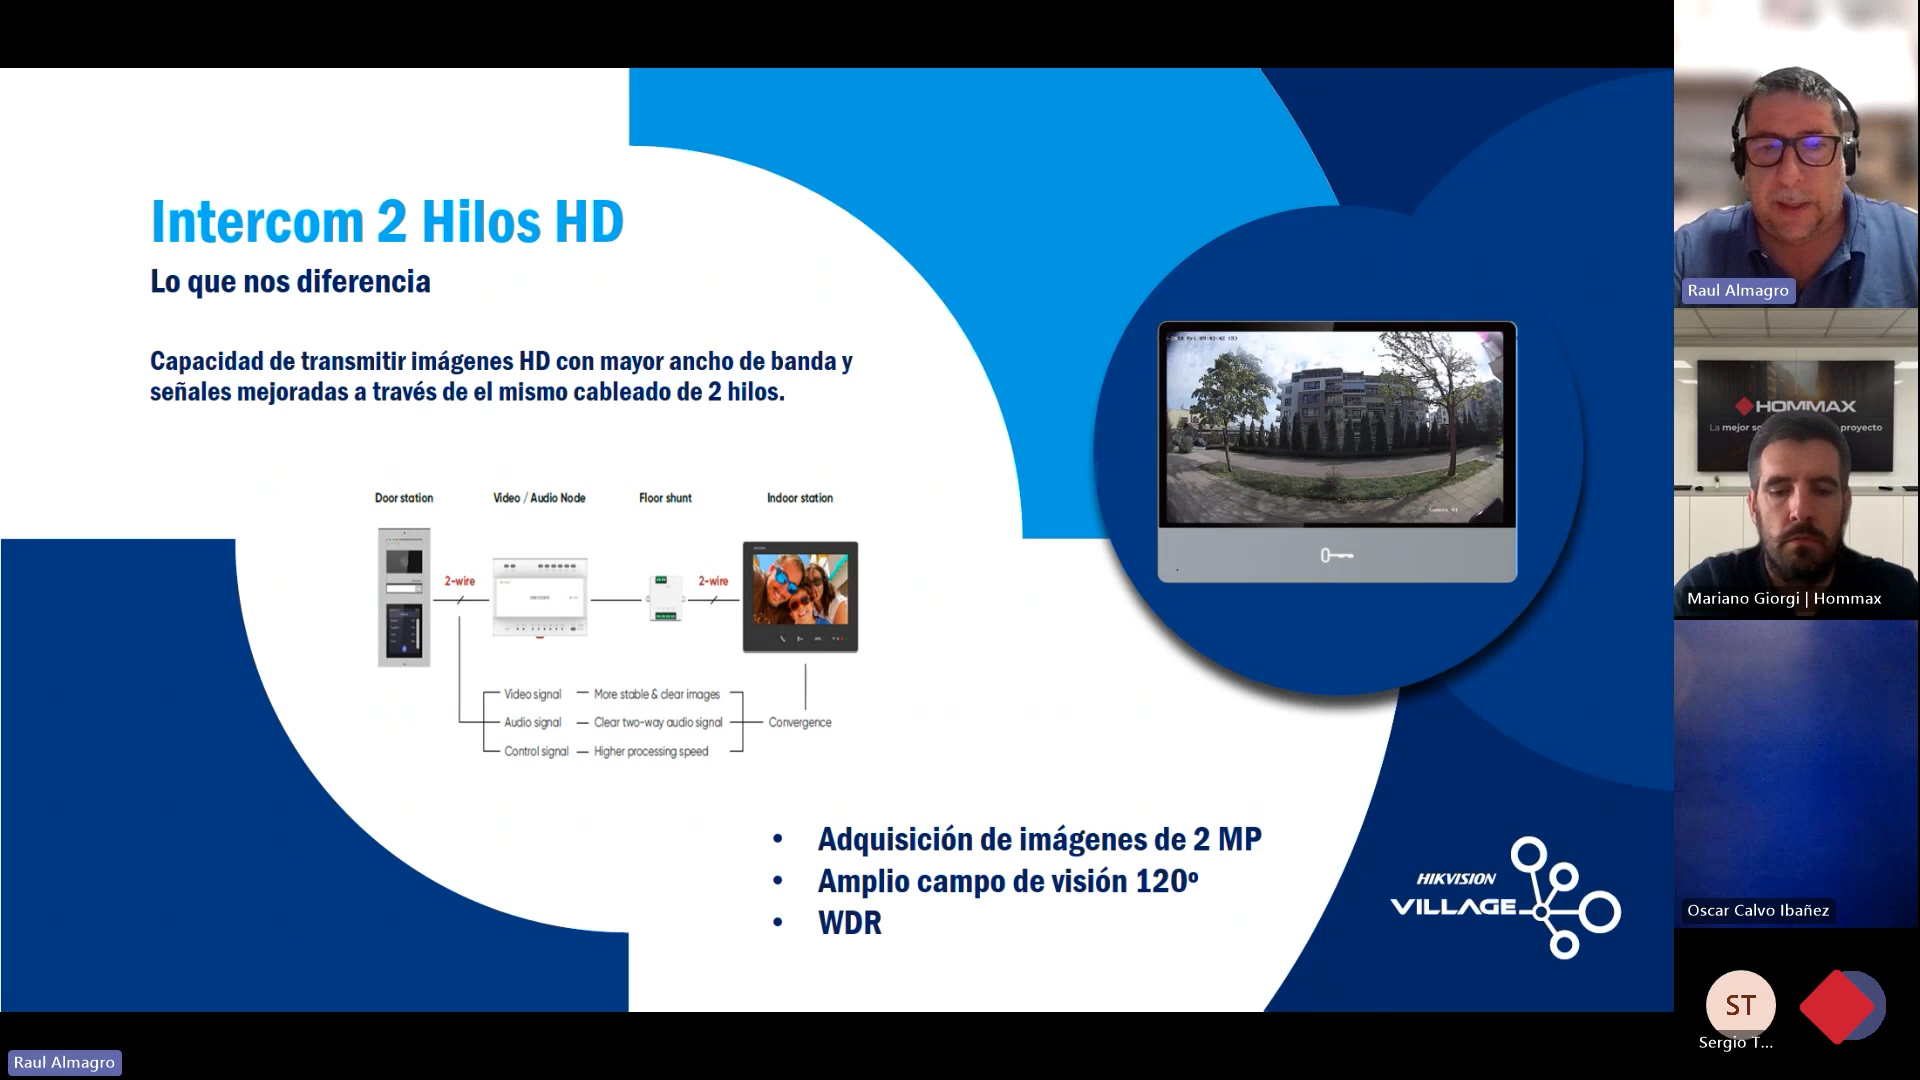 Intercom 2 Hilos HD
Lo que nos diferencia
Capacidad de transmitir imágenes HD con mayor ancho de banda y
señales mejoradas a través de el mismo cableado de 2 hilos.
Door station
Video / Audio Node
Floor shunt
Indoor station
2-wire
2-wire
Video signal — More stable & clear images
Audio signal — Clear two-way audio signal
Convergence
Control signal — Higher processing speed
• Adquisición de imágenes de 2 MP
• Amplio campo de visión 120º
• WDR
HIKVISION
VILLAGE
Raul Almagro
HOMMAX
Mariano Giorgi | Hommax
Oscar Calvo Ibañez
ST
Sergio T...
Raul Almagro